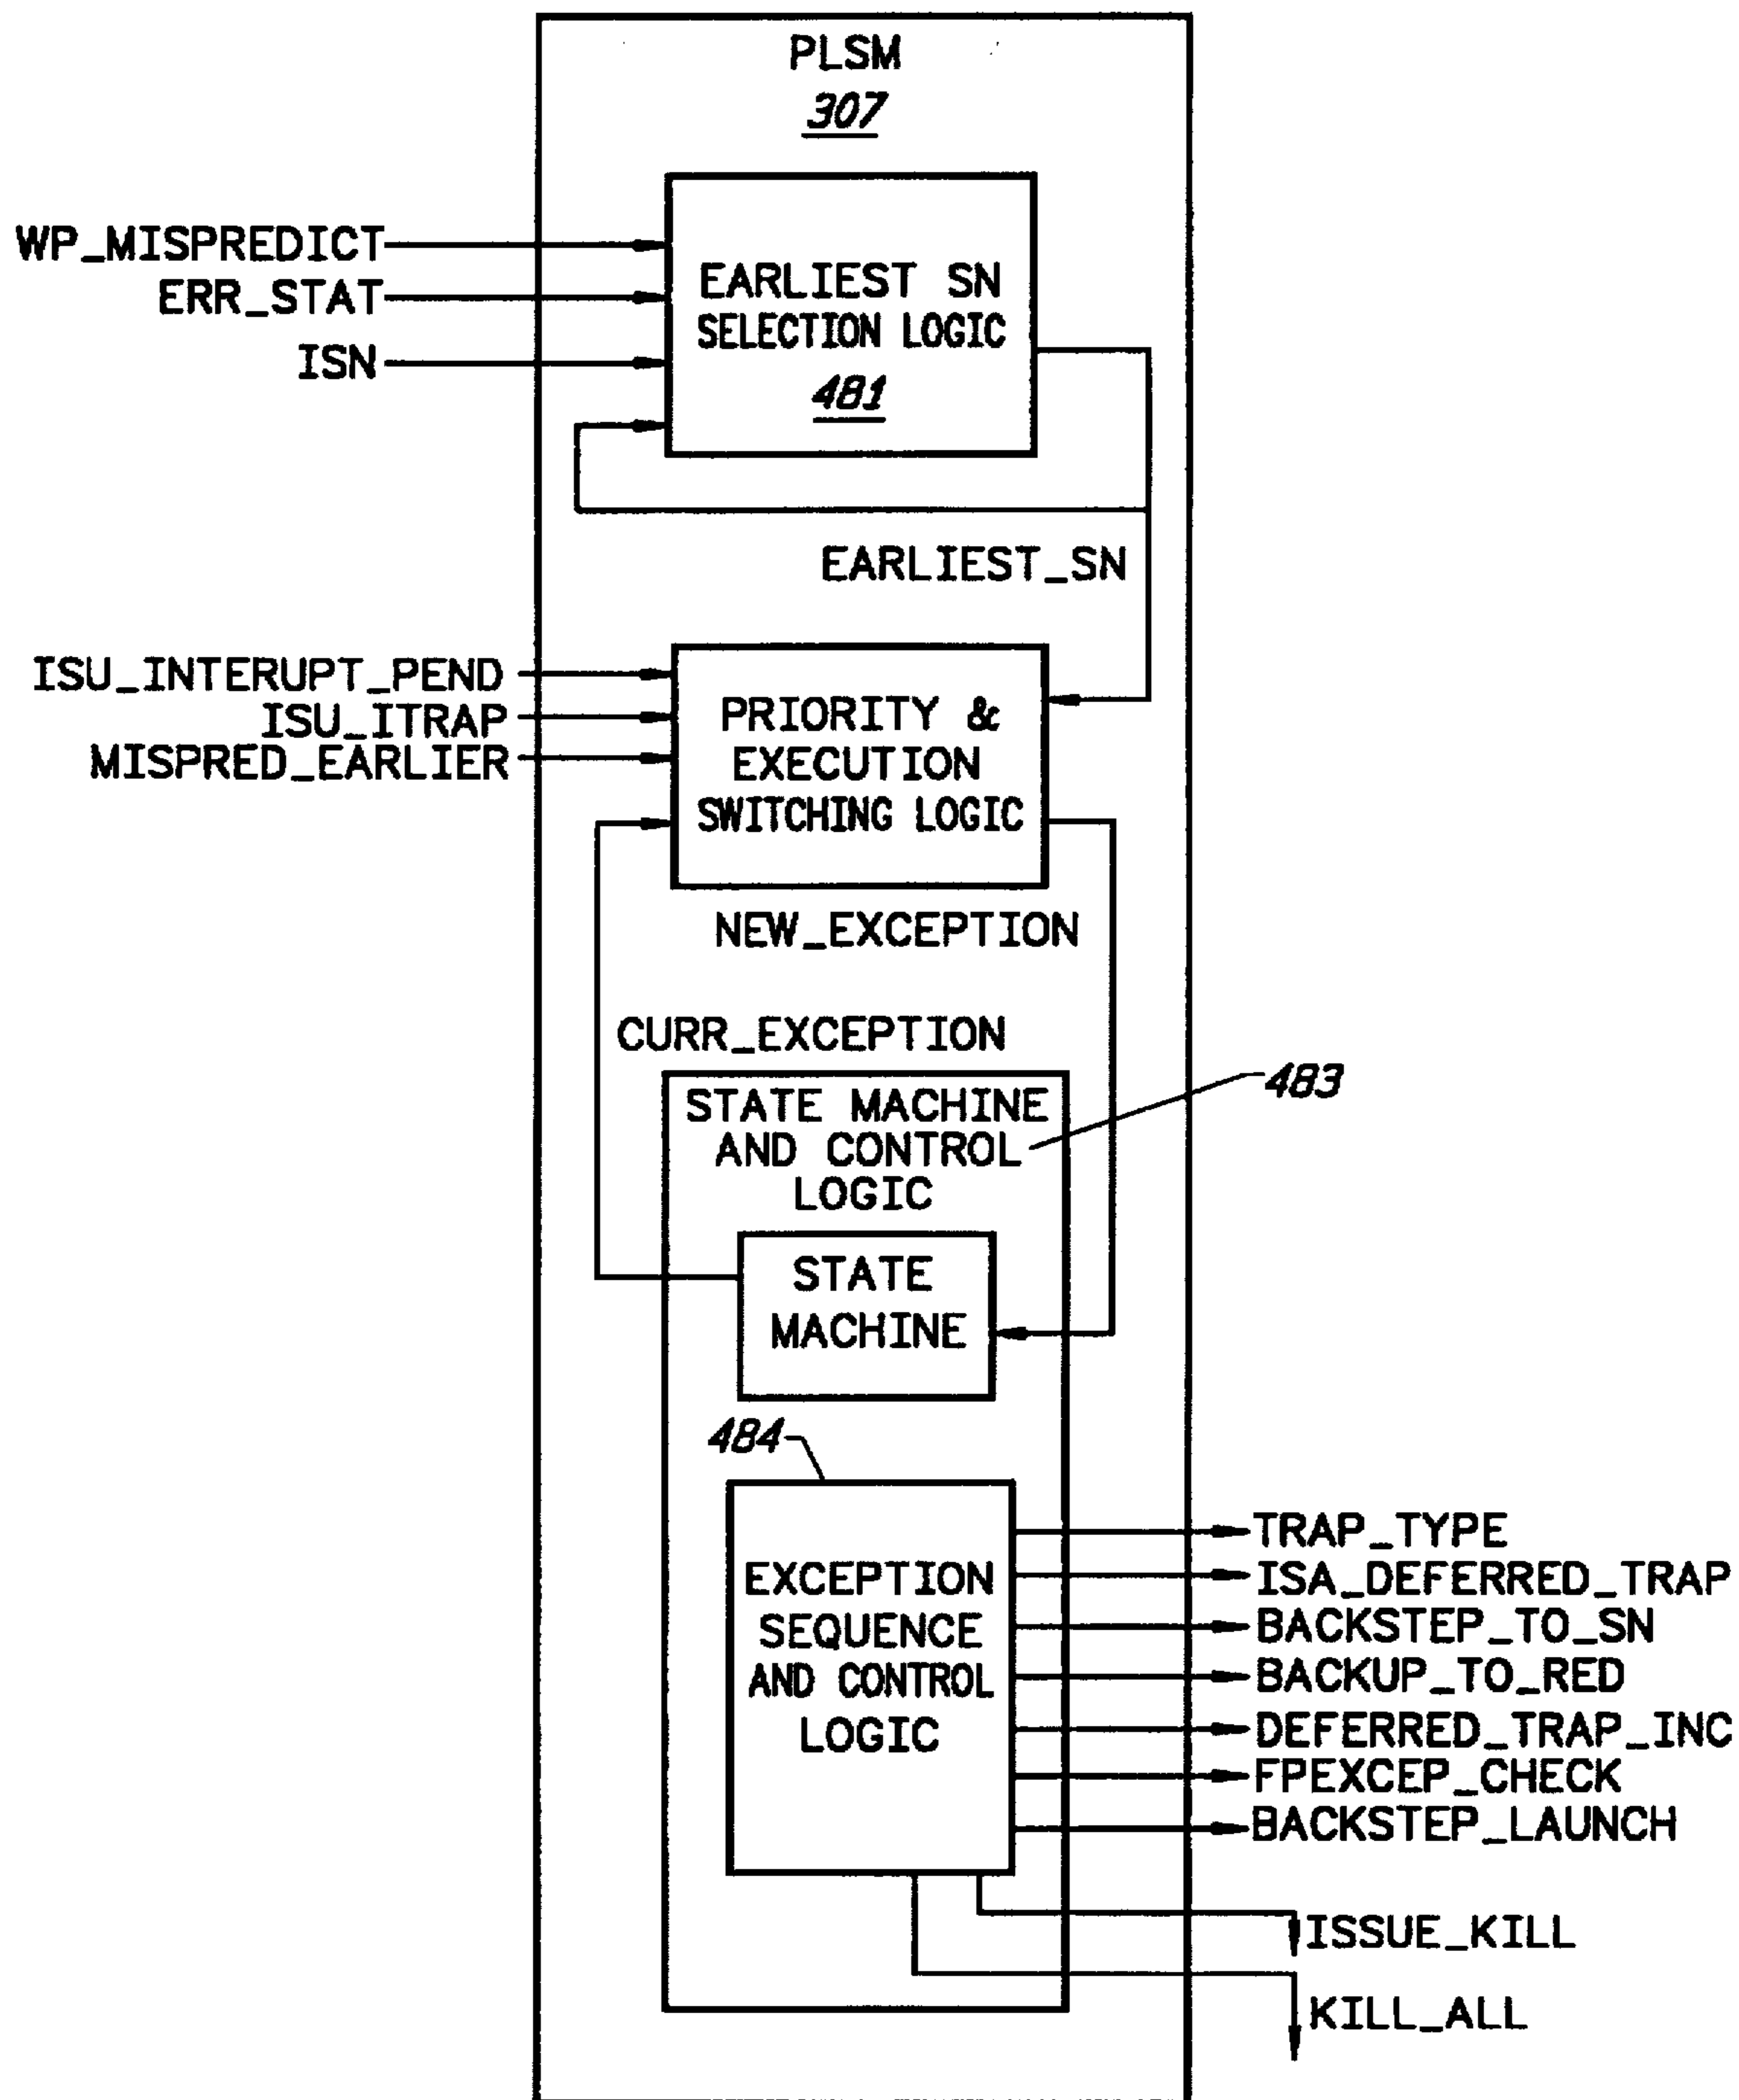 PLSM
307
WP_MISPREDICT
ERR_STAT
ISN
EARLIEST SN
SELECTION LOGIC
481
EARLIEST_SN
ISU_INTERUPT_PEND
ISU_ITRAP
MISPRED_EARLIER
PRIORITY &
EXECUTION
SWITCHING LOGIC
NEW_EXCEPTION
CURR_EXCEPTION
STATE MACHINE
AND CONTROL
LOGIC
483
STATE
MACHINE
484
EXCEPTION
SEQUENCE
AND CONTROL
LOGIC
TRAP_TYPE
ISA_DEFERRED_TRAP
BACKSTEP_TO_SN
BACKUP_TO_RED
DEFERRED_TRAP_INC
FPEXCEP_CHECK
BACKSTEP_LAUNCH
ISSUE_KILL
KILL_ALL